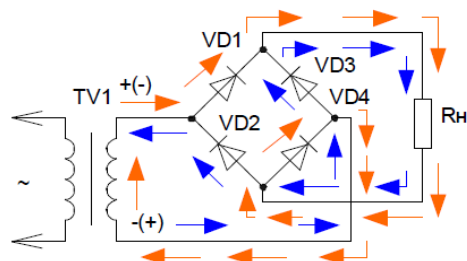 VD1
VD3
+(-)
TV1
VD4
VD2
Rн
~
-(+)